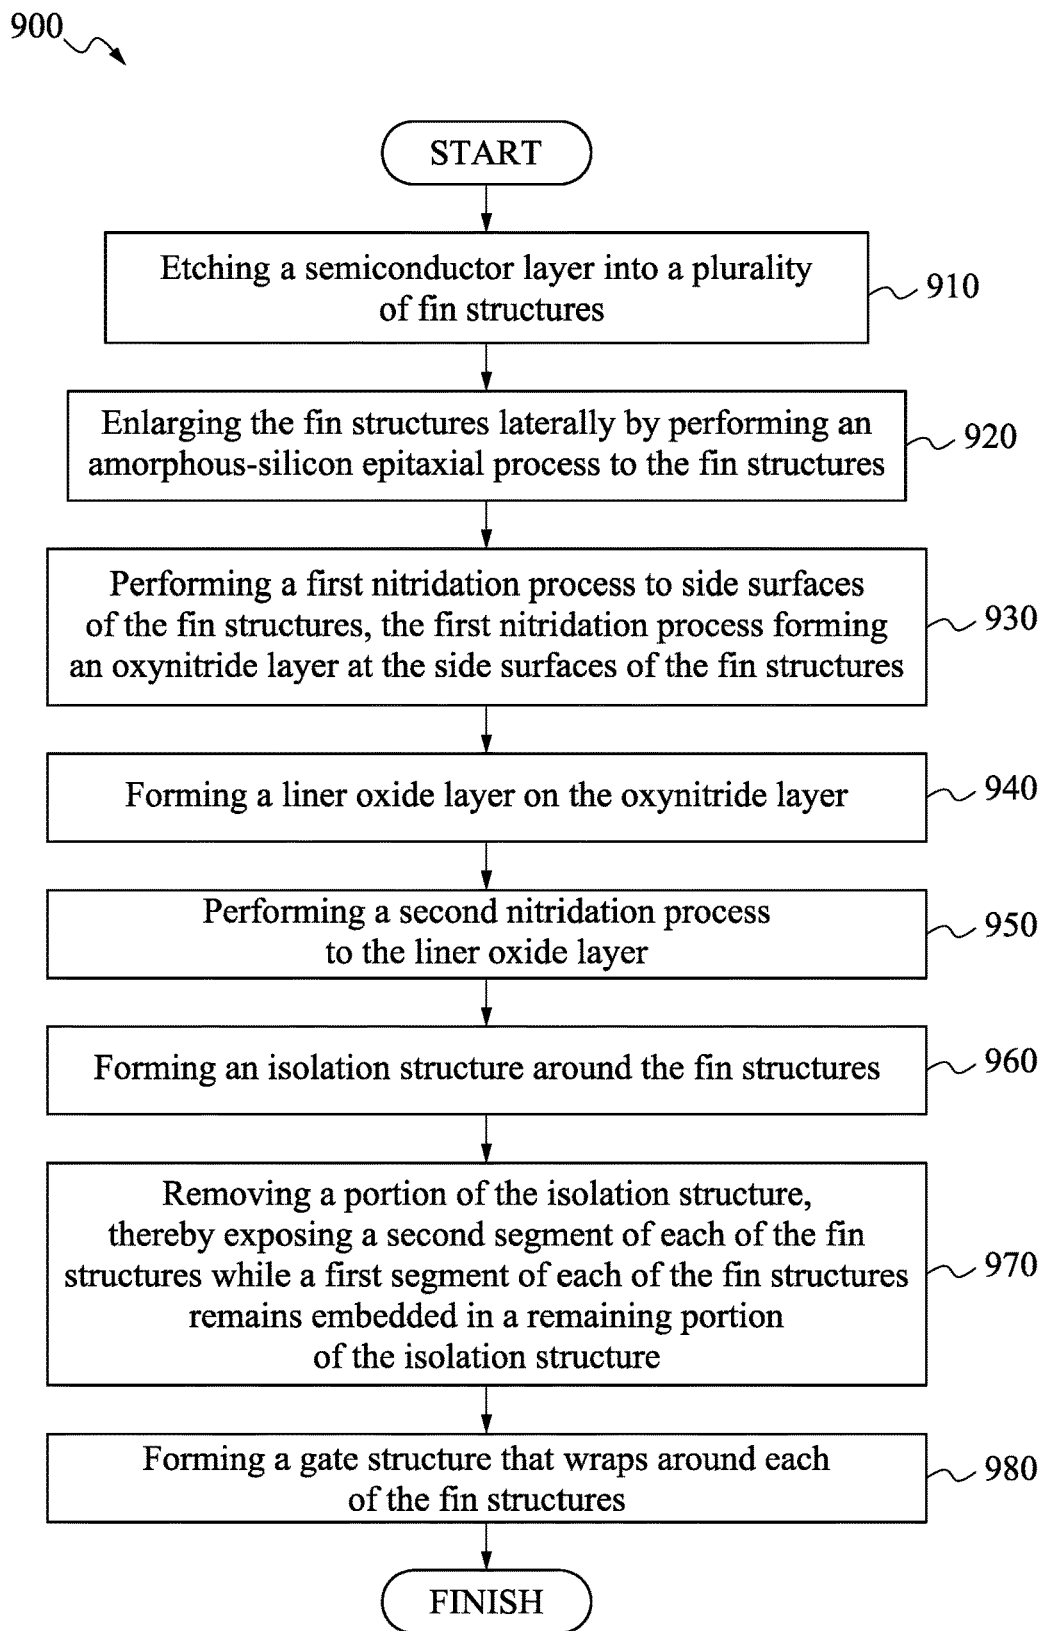 900
START
Etching a semiconductor layer into a plurality
of fin structures
910
Enlarging the fin structures laterally by performing an
amorphous-silicon epitaxial process to the fin structures
920
Performing a first nitridation process to side surfaces
of the fin structures, the first nitridation process forming
an oxynitride layer at the side surfaces of the fin structures
930
Forming a liner oxide layer on the oxynitride layer
940
Performing a second nitridation process
to the liner oxide layer
950
Forming an isolation structure around the fin structures
960
Removing a portion of the isolation structure,
thereby exposing a second segment of each of the fin
structures while a first segment of each of the fin structures
remains embedded in a remaining portion
of the isolation structure
970
Forming a gate structure that wraps around each
of the fin structures
980
FINISH